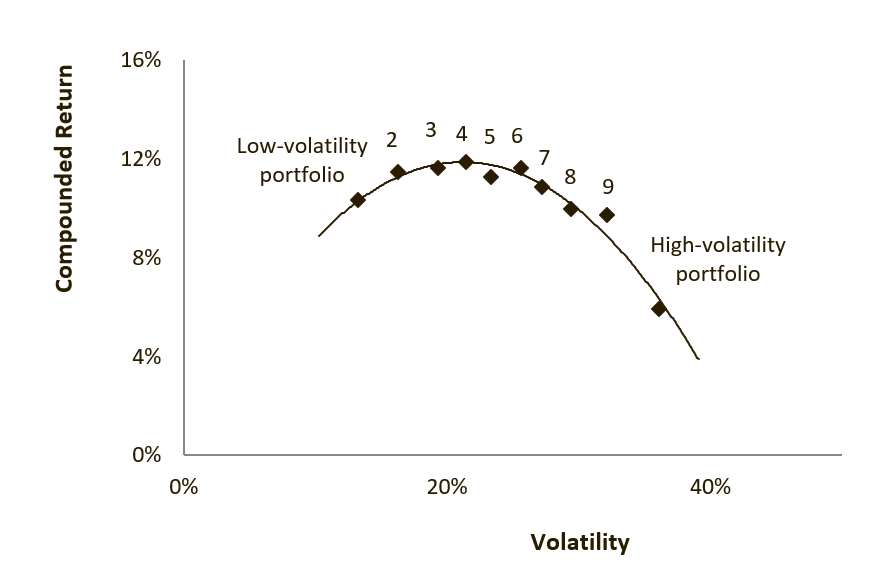 Compounded Return
16%
12%
8%
4%
0%
Low-volatility
portfolio
2
3
4
5
6
7
8
9
High-volatility
portfolio
0%
20%
40%
Volatility